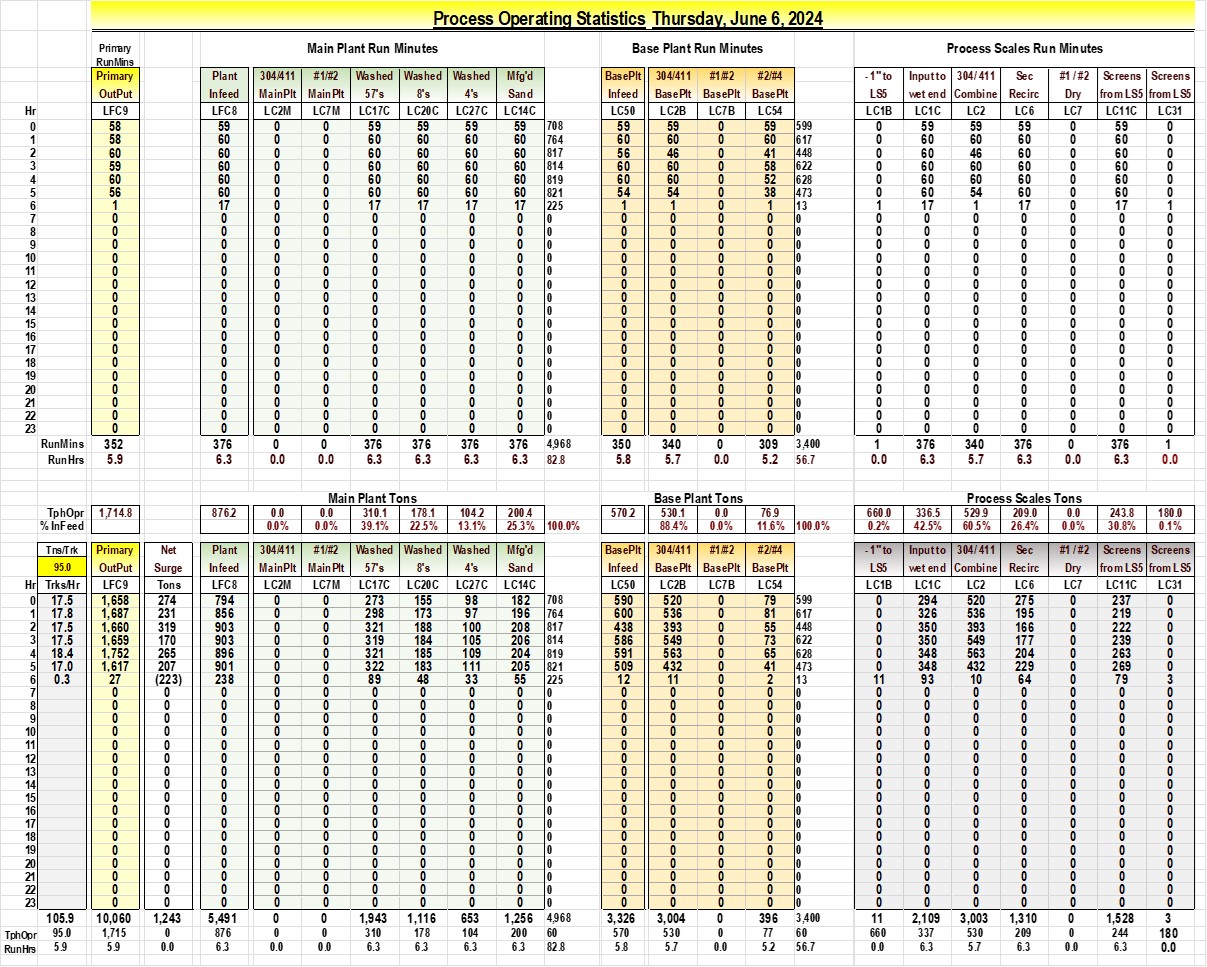 Process Operating Statistics Thursday, June 6, 2024
Primary Main Plant Run Minutes Base Plant Run Minutes Process Scales Run Minutes
RunMins
Primary Plant 304/411 #1/#2 Washed Washed Washed Mfg'd BasePlt 304/411 #1/#2 #2/#4 - 1" to Input to 304/ 411 Sec #1 / #2 Screens Screens
OutPut Infeed MainPlt MainPlt 57's 8's 4's Sand Infeed BasePlt BasePlt BasePlt LS5 wet end Combine Recirc Dry from LS5 from LS5
Hr LFC9 LFC8 LC2M LC7M LC17C LC20C LC27C LC14C LC50 LC2B LC7B LC54 LC1B LC1C LC2 LC6 LC7 LC11C LC31
0 58 59 0 0 59 59 59 59 708 59 59 0 59 599 0 59 59 59 0 59 0
1 58 60 0 0 60 60 60 60 764 60 60 0 60 617 0 60 60 60 0 60 0
2 60 60 0 0 60 60 60 60 817 56 46 0 41 448 0 60 46 60 0 60 0
3 59 60 0 0 60 60 60 60 814 60 60 0 58 622 0 60 60 60 0 60 0
4 60 60 0 0 60 60 60 60 819 60 60 0 52 628 0 60 60 60 0 60 0
5 56 60 0 0 60 60 60 60 821 54 54 0 38 473 0 60 54 60 0 60 0
6 1 17 0 0 17 17 17 17 225 1 1 0 1 13 1 17 1 17 0 17 1
7 0 0 0 0 0 0 0 0 0 0 0 0 0 0 0 0 0 0 0 0 0
8 0 0 0 0 0 0 0 0 0 0 0 0 0 0 0 0 0 0 0 0 0
9 0 0 0 0 0 0 0 0 0 0 0 0 0 0 0 0 0 0 0 0 0
10 0 0 0 0 0 0 0 0 0 0 0 0 0 0 0 0 0 0 0 0 0
11 0 0 0 0 0 0 0 0 0 0 0 0 0 0 0 0 0 0 0 0 0
12 0 0 0 0 0 0 0 0 0 0 0 0 0 0 0 0 0 0 0 0 0
13 0 0 0 0 0 0 0 0 0 0 0 0 0 0 0 0 0 0 0 0 0
14 0 0 0 0 0 0 0 0 0 0 0 0 0 0 0 0 0 0 0 0 0
15 0 0 0 0 0 0 0 0 0 0 0 0 0 0 0 0 0 0 0 0 0
16 0 0 0 0 0 0 0 0 0 0 0 0 0 0 0 0 0 0 0 0 0
17 0 0 0 0 0 0 0 0 0 0 0 0 0 0 0 0 0 0 0 0 0
18 0 0 0 0 0 0 0 0 0 0 0 0 0 0 0 0 0 0 0 0 0
19 0 0 0 0 0 0 0 0 0 0 0 0 0 0 0 0 0 0 0 0 0
20 0 0 0 0 0 0 0 0 0 0 0 0 0 0 0 0 0 0 0 0 0
21 0 0 0 0 0 0 0 0 0 0 0 0 0 0 0 0 0 0 0 0 0
22 0 0 0 0 0 0 0 0 0 0 0 0 0 0 0 0 0 0 0 0 0
23 0 0 0 0 0 0 0 0 0 0 0 0 0 0 0 0 0 0 0 0 0
RunMins 352 376 0 0 376 376 376 376 4,968 350 340 0 309 3,400 1 376 340 376 0 376 1
Run Hrs 5.9 6.3 0.0 0.0 6.3 6.3 6.3 6.3 82.8 5.8 5.7 0.0 5.2 56.7 0.0 6.3 5.7 6.3 0.0 6.3 0.0
Main Plant Tons Base Plant Tons Process Scales Tons
TphOpr 1,714.8 876.2 0.0 0.0 310.1 178.1 104.2 200.4 570.2 530.1 0.0 76.9 660.0 336.5 529.9 209.0 0.0 243.8 180.0
% InFeed 0.0% 0.0% 39.1% 22.5% 13.1% 25.3% 100.0% 88.4% 0.0% 11.6% 100.0% 0.2% 42.5% 60.5% 26.4% 0.0% 30.8% 0.1%
Tns/Trk Primary Net Plant 304/411 #1/#2 Washed Washed Washed Mfg'd BasePlt 304/411 #1/#2 #2/#4 - 1" to Input to 304/ 411 Sec #1 / #2 Screens Screens
95.0 OutPut Surge Infeed MainPlt MainPlt 57's 8's 4's Sand Infeed BasePlt BasePlt BasePlt LS5 wet end Combine Recirc Dry from LS5 from LS5
Hr Trks/Hr LFC9 Tons LFC8 LC2M LC7M LC17C LC20C LC27C LC14C LC50 LC2B LC7B LC54 LC1B LC1C LC2 LC6 LC7 LC11C LC31
0 17.5 1,658 274 794 0 0 273 155 98 182 708 590 520 0 79 599 0 294 520 275 0 237 0
1 17.8 1,687 231 856 0 0 298 173 97 196 764 600 536 0 81 617 0 326 536 195 0 219 0
2 17.5 1,660 319 903 0 0 321 188 100 208 817 438 393 0 55 448 0 350 393 166 0 222 0
3 17.5 1,659 170 903 0 0 319 184 105 206 814 586 549 0 73 622 0 350 549 177 0 239 0
4 18.4 1,752 265 896 0 0 321 185 109 204 819 591 563 0 65 628 0 348 563 204 0 263 0
5 17.0 1,617 207 901 0 0 322 183 111 205 821 509 432 0 41 473 0 348 432 229 0 269 0
6 0.3 27 (223) 238 0 0 89 48 33 55 225 12 11 0 2 13 11 93 10 64 0 79 3
7 0 0 0 0 0 0 0 0 0 0 0 0 0 0 0 0 0 0 0 0 0 0
8 0 0 0 0 0 0 0 0 0 0 0 0 0 0 0 0 0 0 0 0 0 0
9 0 0 0 0 0 0 0 0 0 0 0 0 0 0 0 0 0 0 0 0 0 0
10 0 0 0 0 0 0 0 0 0 0 0 0 0 0 0 0 0 0 0 0 0 0
11 0 0 0 0 0 0 0 0 0 0 0 0 0 0 0 0 0 0 0 0 0 0
12 0 0 0 0 0 0 0 0 0 0 0 0 0 0 0 0 0 0 0 0 0 0
13 0 0 0 0 0 0 0 0 0 0 0 0 0 0 0 0 0 0 0 0 0 0
14 0 0 0 0 0 0 0 0 0 0 0 0 0 0 0 0 0 0 0 0 0 0
15 0 0 0 0 0 0 0 0 0 0 0 0 0 0 0 0 0 0 0 0 0 0
16 0 0 0 0 0 0 0 0 0 0 0 0 0 0 0 0 0 0 0 0 0 0
17 0 0 0 0 0 0 0 0 0 0 0 0 0 0 0 0 0 0 0 0 0 0
18 0 0 0 0 0 0 0 0 0 0 0 0 0 0 0 0 0 0 0 0 0 0
19 0 0 0 0 0 0 0 0 0 0 0 0 0 0 0 0 0 0 0 0 0 0
20 0 0 0 0 0 0 0 0 0 0 0 0 0 0 0 0 0 0 0 0 0 0
21 0 0 0 0 0 0 0 0 0 0 0 0 0 0 0 0 0 0 0 0 0 0
22 0 0 0 0 0 0 0 0 0 0 0 0 0 0 0 0 0 0 0 0 0 0
23 0 0 0 0 0 0 0 0 0 0 0 0 0 0 0 0 0 0 0 0 0 0
105.9 10,060 1,243 5,491 0 0 1,943 1,116 653 1,256 4,968 3,326 3,004 0 396 3,400 11 2,109 3,003 1,310 0 1,528 3
TphOpr 95.0 1,715 0 876 0 0 310 178 104 200 60 570 530 0 77 60 660 337 530 209 0 244 180
RunHrs 5.9 5.9 0.0 6.3 0.0 0.0 6.3 6.3 6.3 6.3 82.8 5.8 5.7 0.0 5.2 56.7 0.0 6.3 5.7 6.3 0.0 6.3 0.0